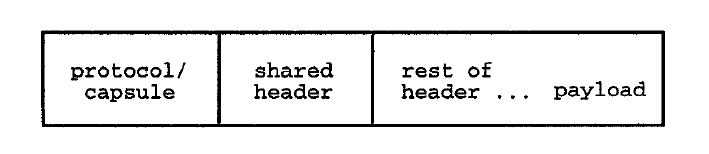 protocol/
capsule
shared
header
rest of
header ... payload